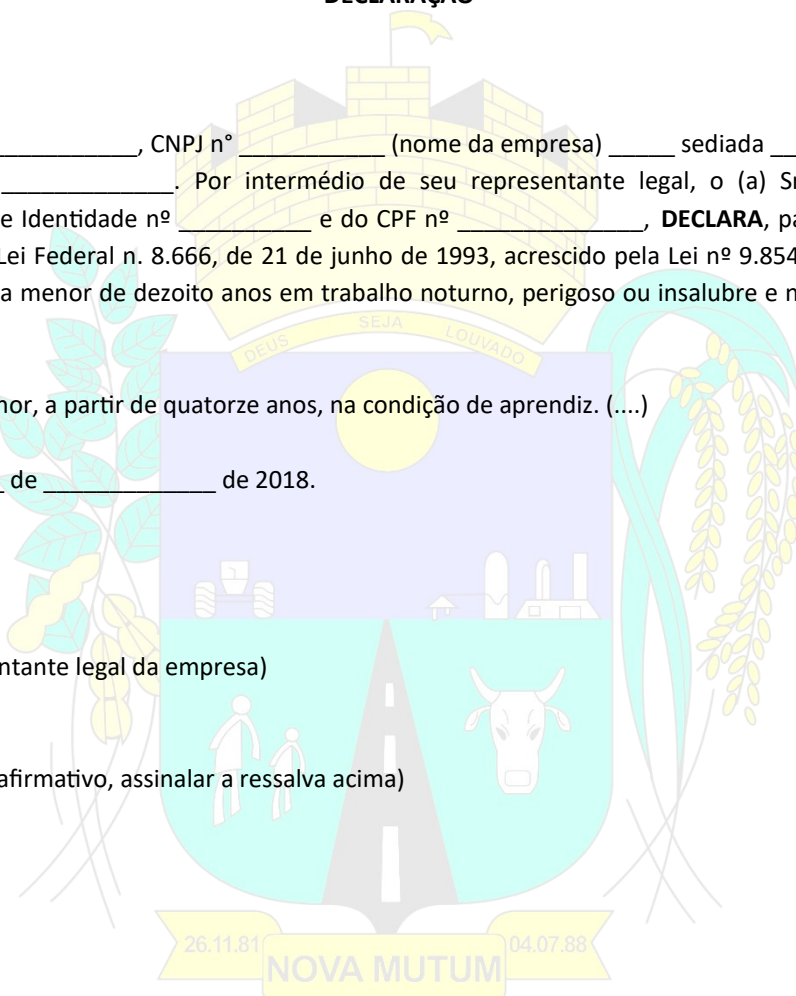 DECLARAÇÃO
___________, CNPJ n° ___________ (nome da empresa) _____ sediada __
_____________. Por intermédio de seu representante legal, o (a)
e Identidade nº __________ e do CPF nº ______________, DECLARA,
Lei Federal n. 8.666, de 21 de junho de 1993, acrescido pela Lei nº 9.854
a menor de dezoito anos em trabalho noturno, perigoso ou insalubre e
SEJA
DEUS LOUVADO
a partir de quatorze anos, na condição de aprendiz. (....)
_ de _____________ de 2018.
legal da empresa)
afirmativo, assinalar a ressalva acima)
26.11.81 04.07.88
NOVA MUTUM